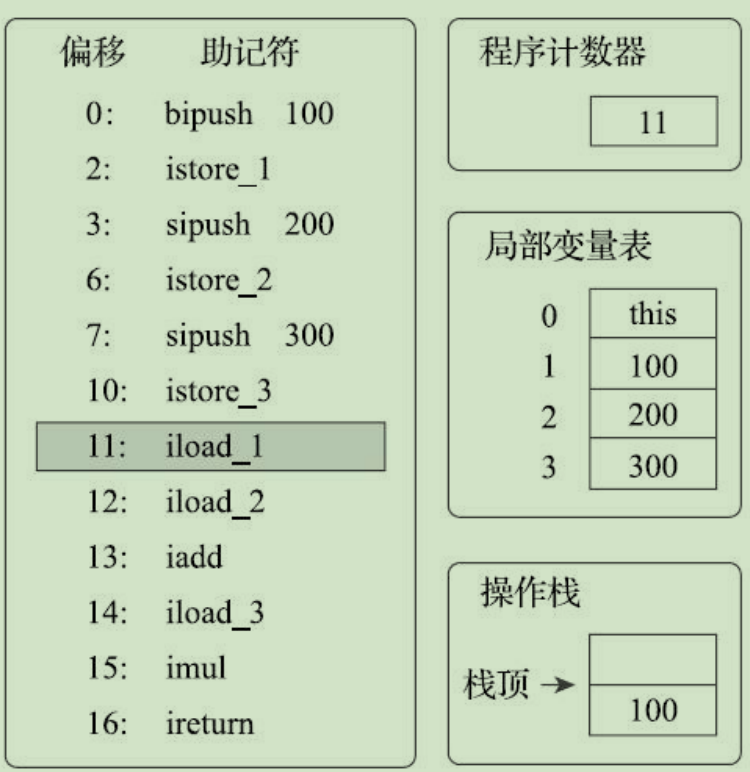 偏移 助记符
0: bipush 100
2: istore_1
3: sipush 200
6: istore_2
7: sipush 300
10: istore_3
11: iload_1
12: iload_2
13: iadd
14: iload_3
15: imul
16: ireturn
程序计数器
11
局部变量表
0 this
1 100
2 200
3 300
操作栈
栈顶
100